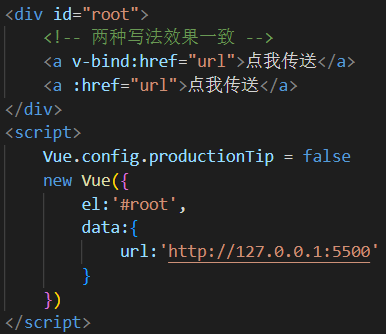 <div id="root">
<!-- 两种写法效果一致 -->
<a v-bind:href="url">点我传送</a>
<a :href="url">点我传送</a>
</div>
<script>
Vue.config.productionTip = false
new Vue({
el:'#root',
data:{
url:'http://127.0.0.1:5500'
}
})
</script>